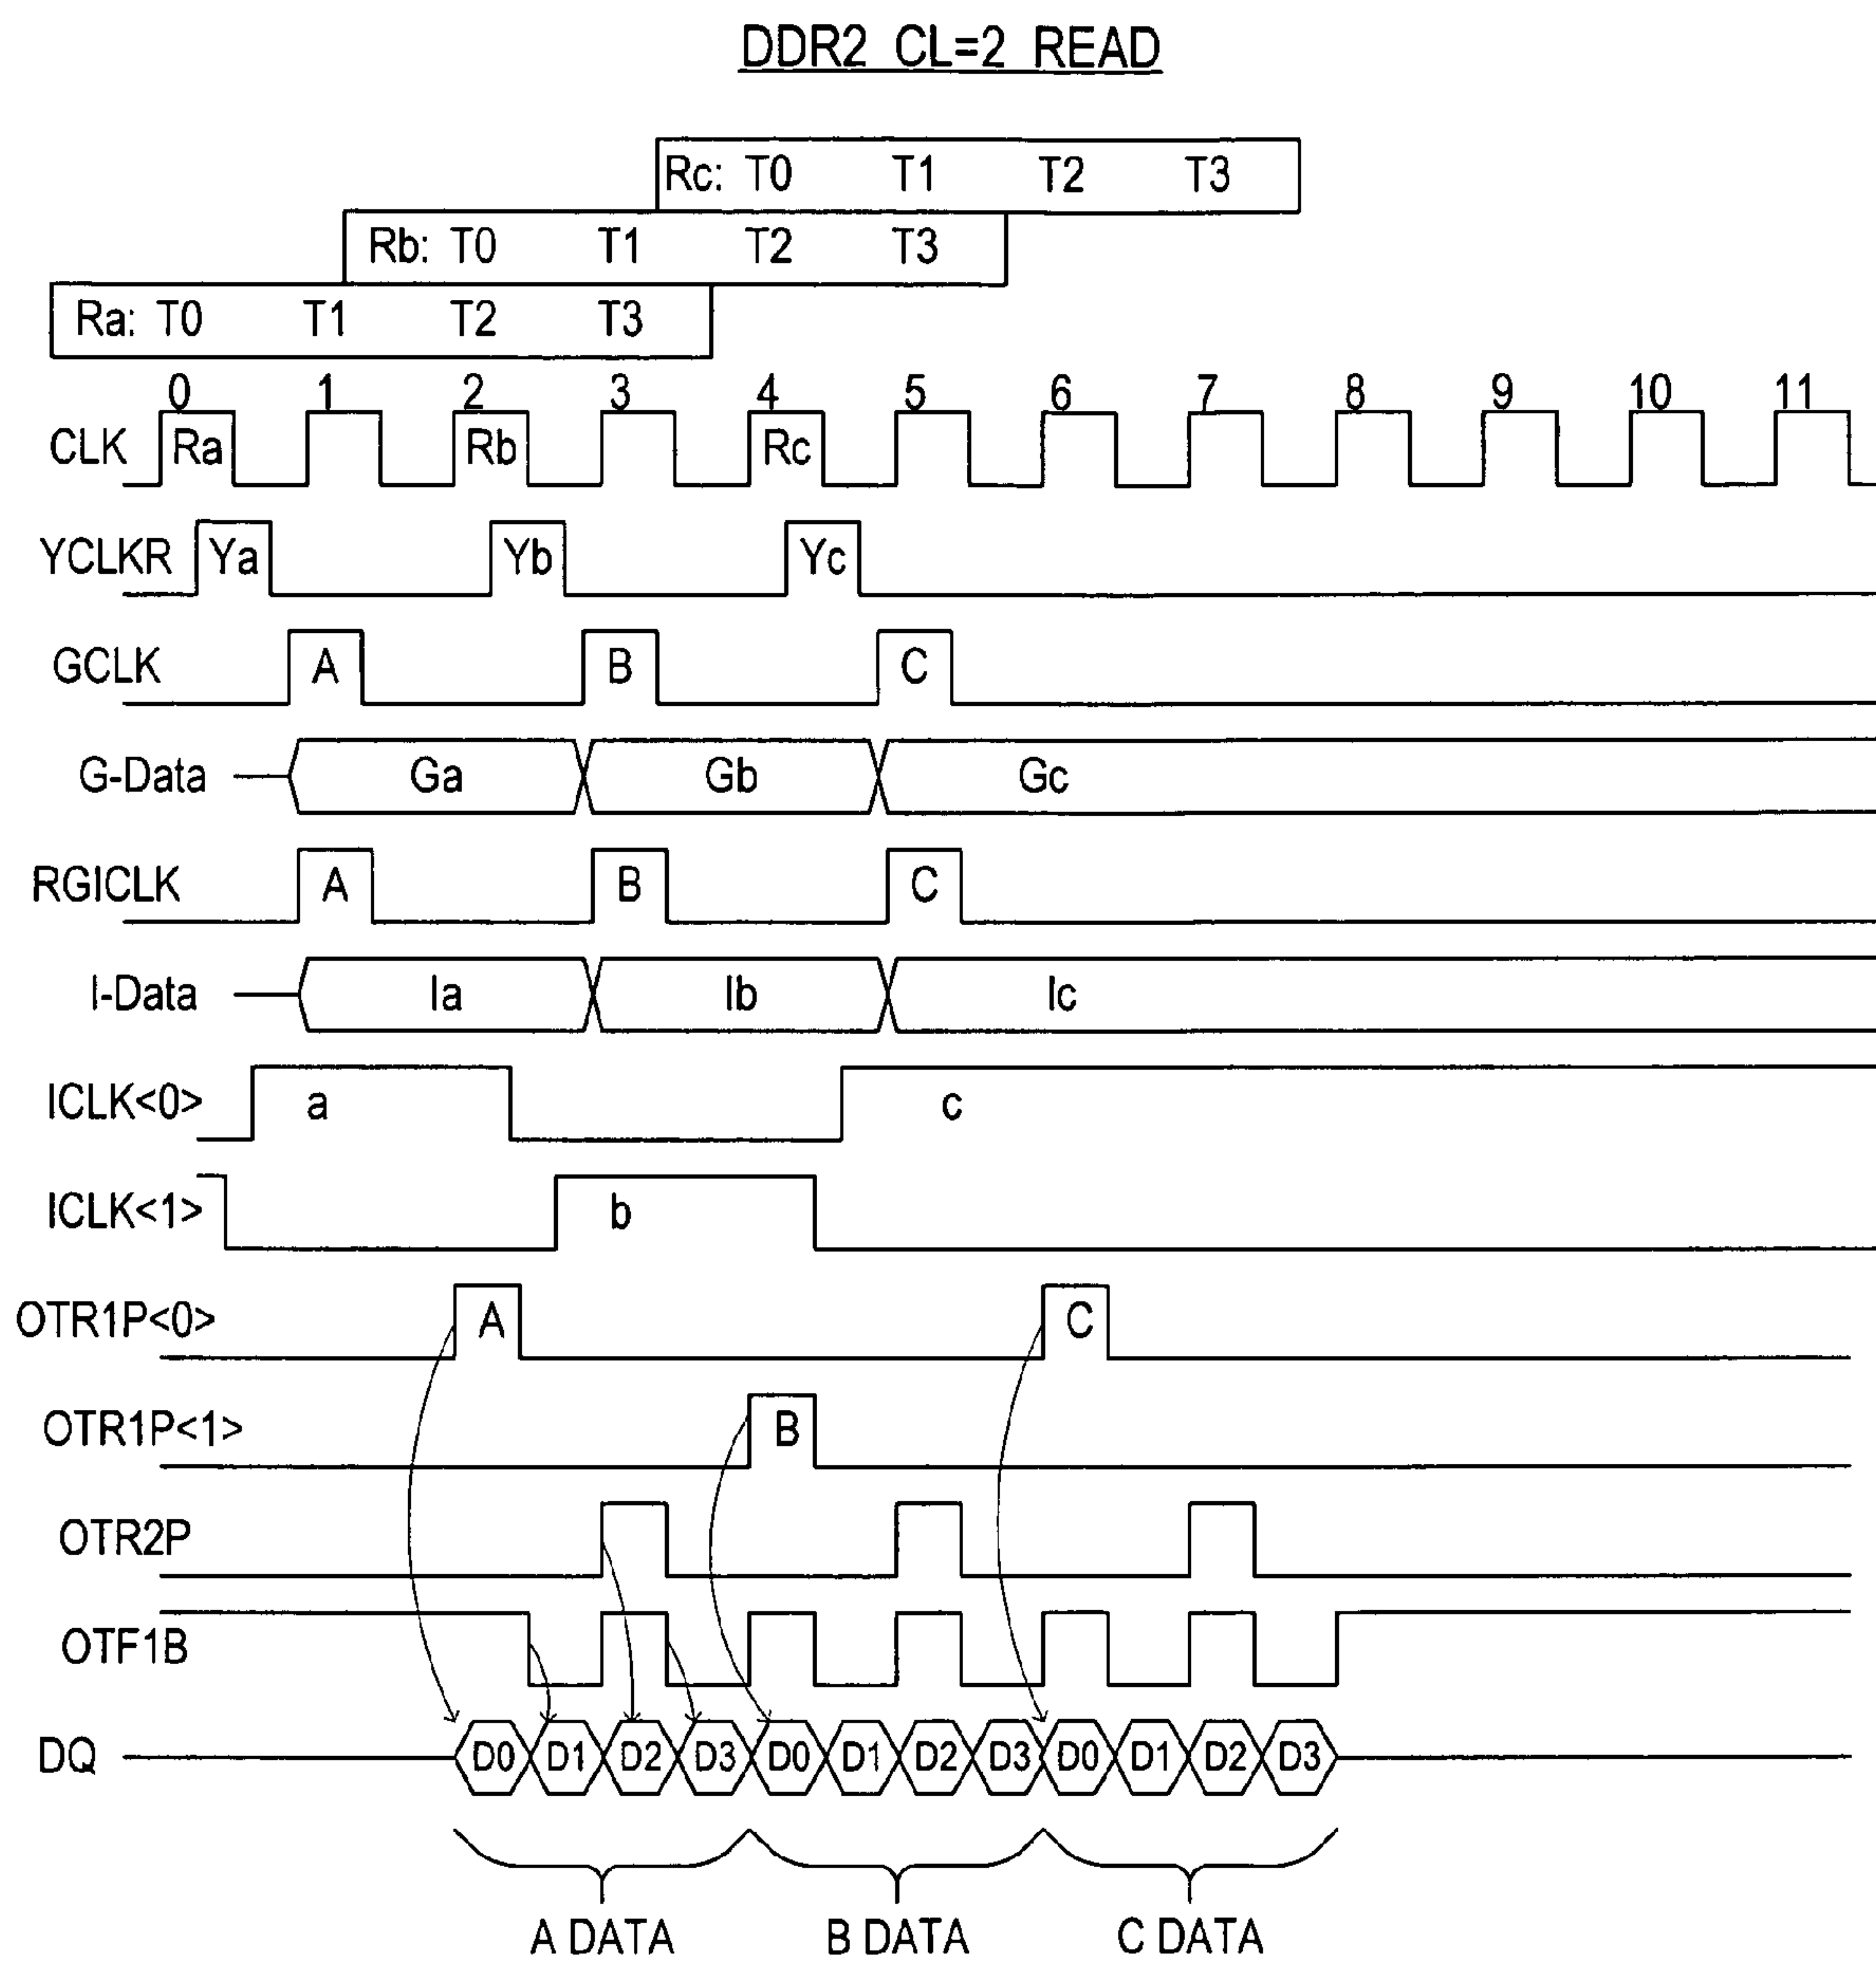 DDR2 CL=2 READ
Rc: T0 T1 T2 T3
Rb: T0 T1 T2 T3
Ra: T0 T1 T2 T3
0 1 2 3 4 5 6 7 8 9 10 11
CLK Ra Rb Rc
YCLKR Ya Yb Yc
GCLK A B C
G-Data Ga Gb Gc
RGICLK A B C
I-Data Ia Ib Ic
ICLK<0> a c
ICLK<1> b
OTR1P<0> A C
OTR1P<1> B
OTR2P
OTF1B
DQ D0 D1 D2 D3 D0 D1 D2 D3 D0 D1 D2 D3
A DATA B DATA C DATA